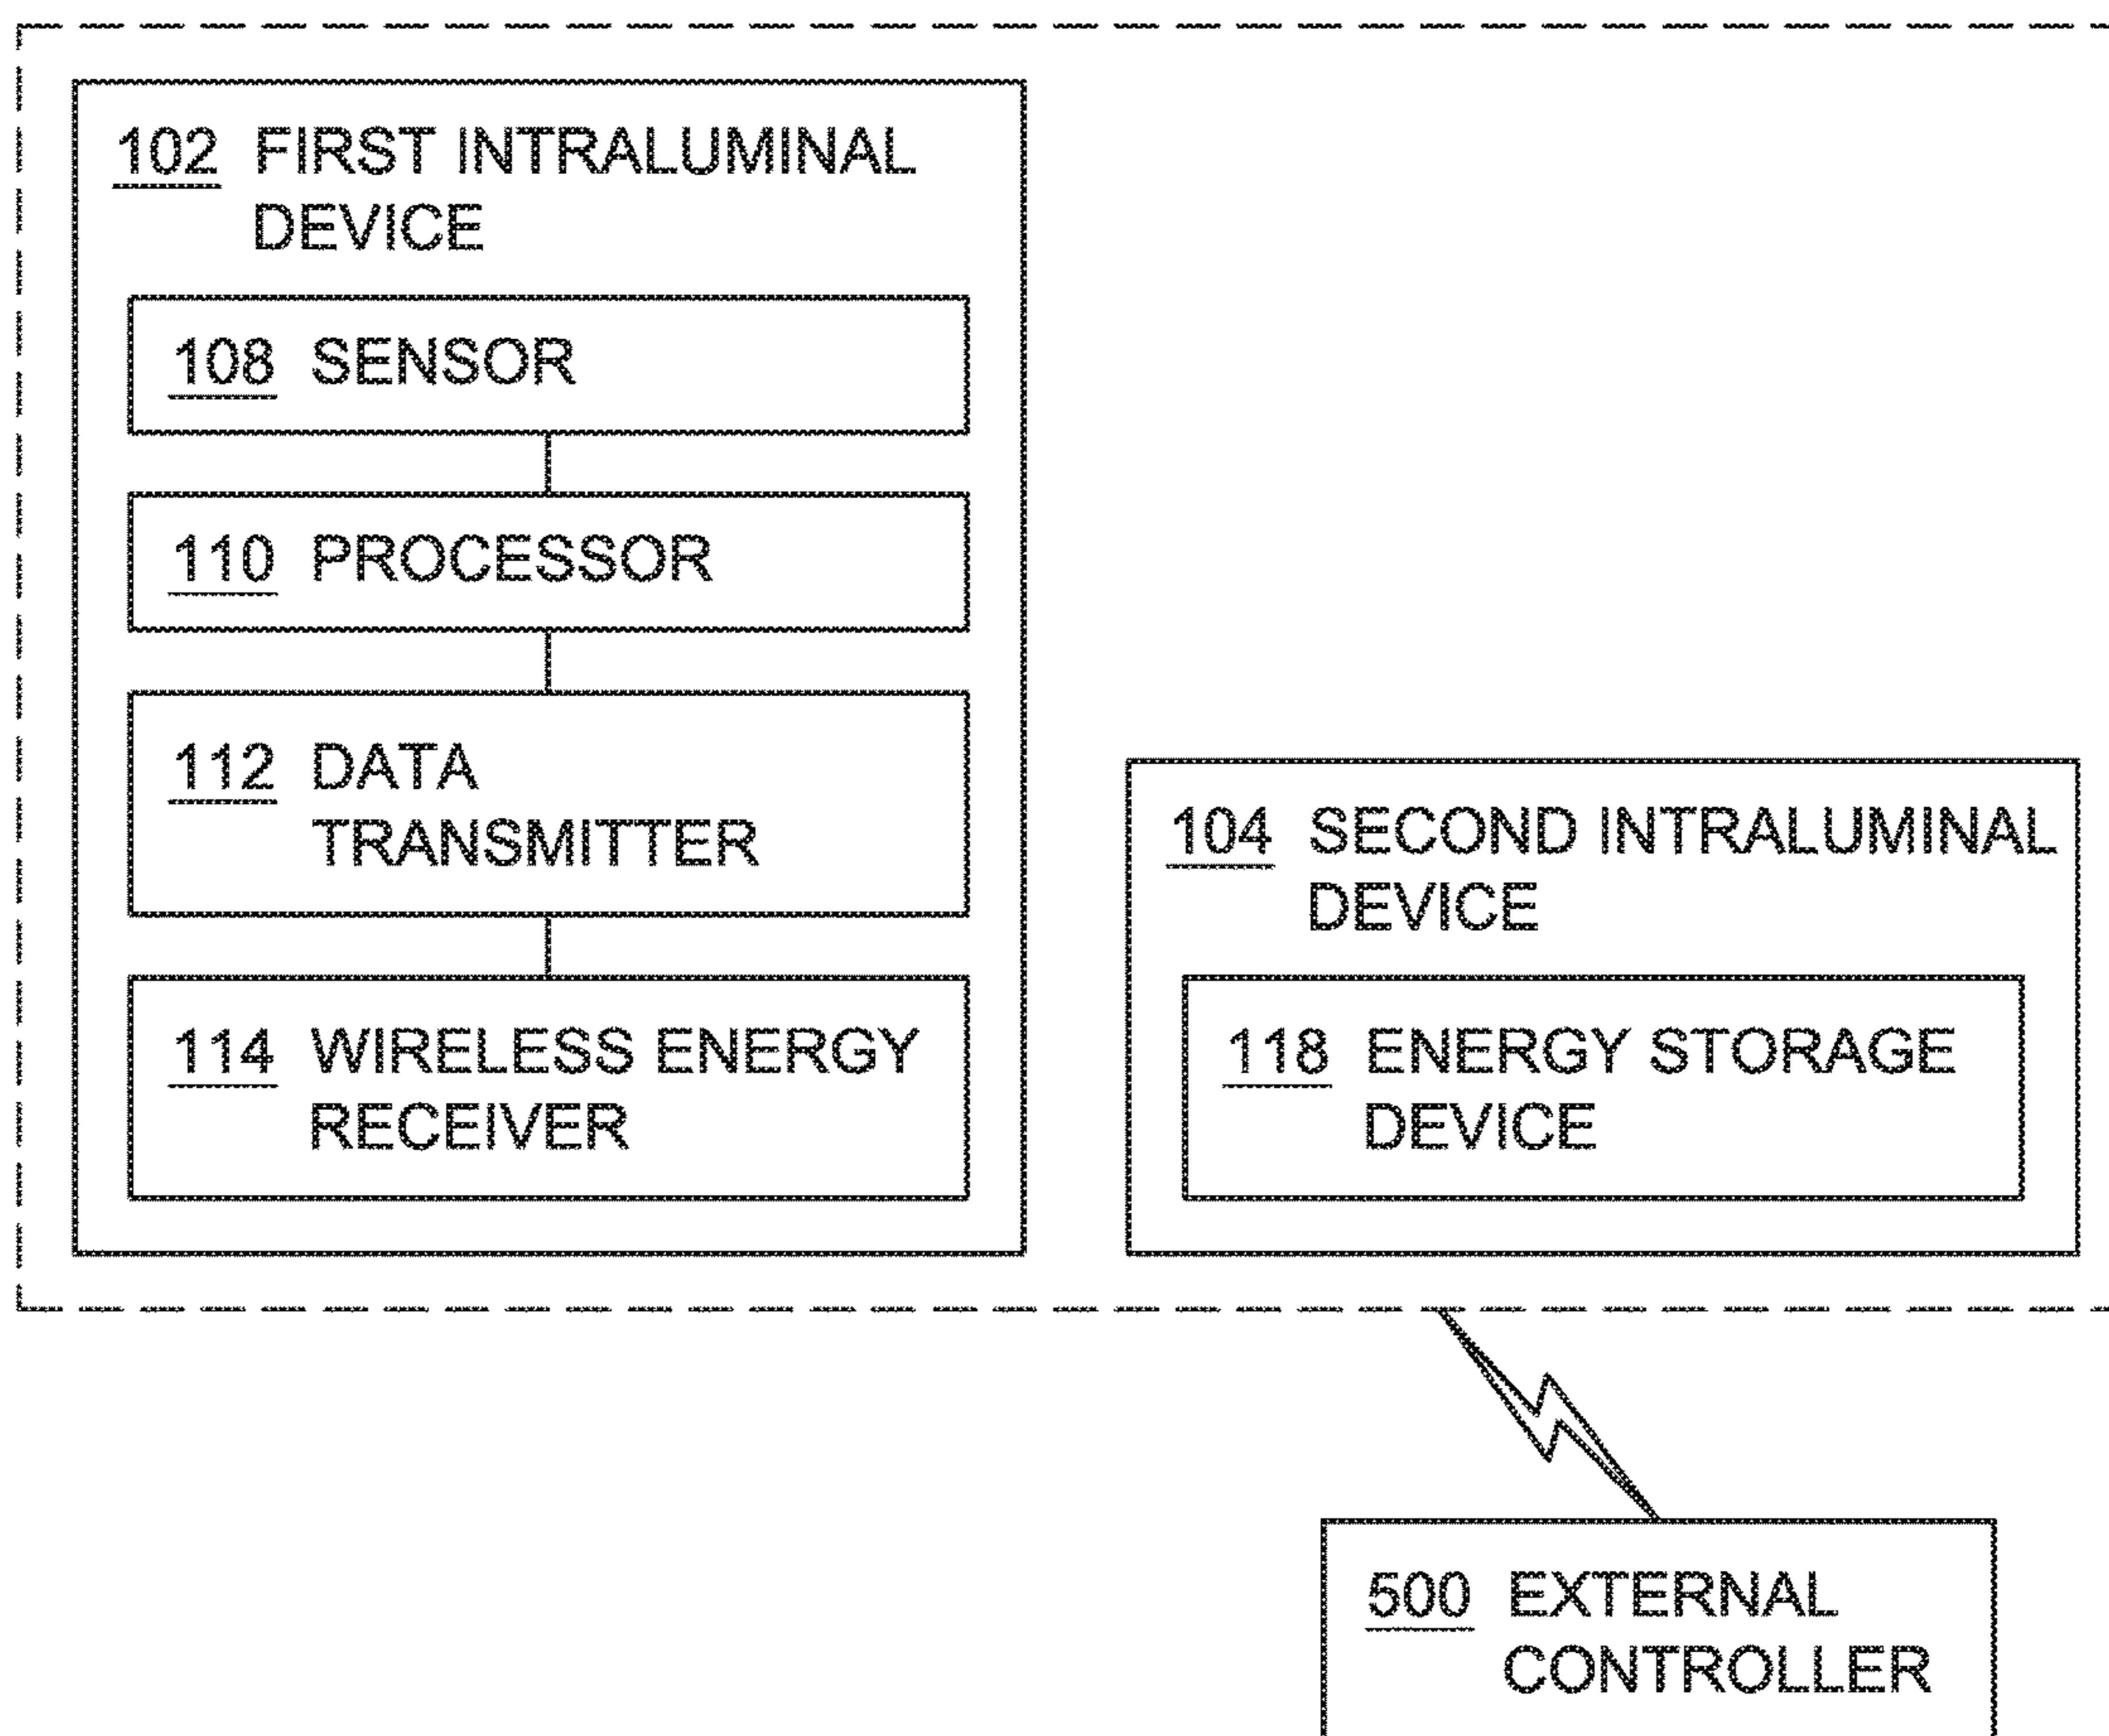 102 FIRST INTRALUMINAL
DEVICE
108 SENSOR
110 PROCESSOR
112 DATA
TRANSMITTER
114 WIRELESS ENERGY
RECEIVER
104 SECOND INTRALUMINAL
DEVICE
118 ENERGY STORAGE
DEVICE
500 EXTERNAL
CONTROLLER